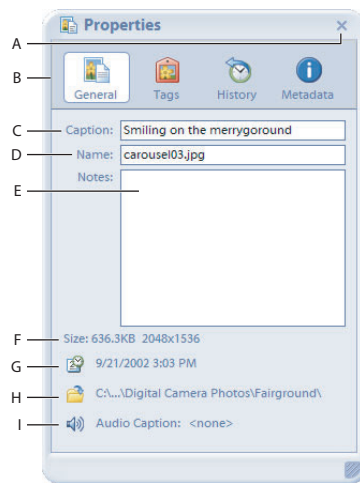 Properties
A
B
General Tags History Metadata
C Caption: Smiling on the merrygoround
D Name: carousel03.jpg
Notes:
E
F Size: 636.3KB 2048x1536
G 9/21/2002 3:03 PM
H C:\...\Digital Camera Photos\Fairground\
I Audio Caption: <none>